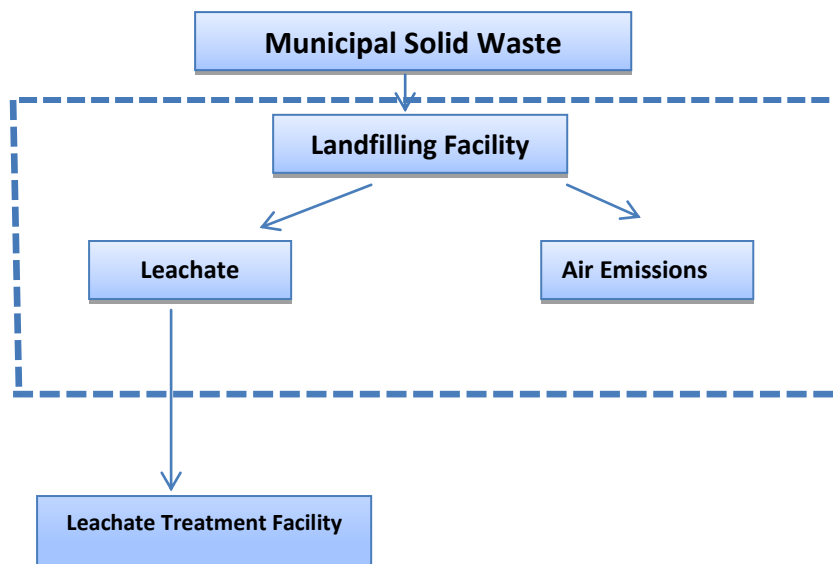 Municipal Solid Waste
Landfilling Facility
Leachate
Air Emissions
Leachate Treatment Facility